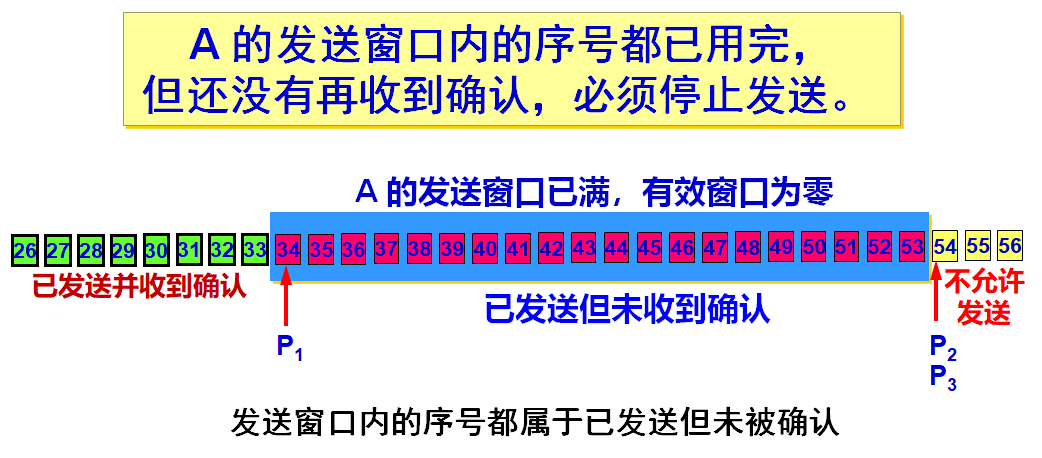 A 的发送窗口内的序号都已用完，
但还没有再收到确认，必须停止发送。
A 的发送窗口已满，有效窗口为零
26 27 28 29 30 31 32 33 34 35 36 37 38 39 40 41 42 43 44 45 46 47 48 49 50 51 52 53 54 55 56
已发送并收到确认
已发送但未收到确认
不允许
发送
P1
P2
P3
发送窗口内的序号都属于已发送但未被确认